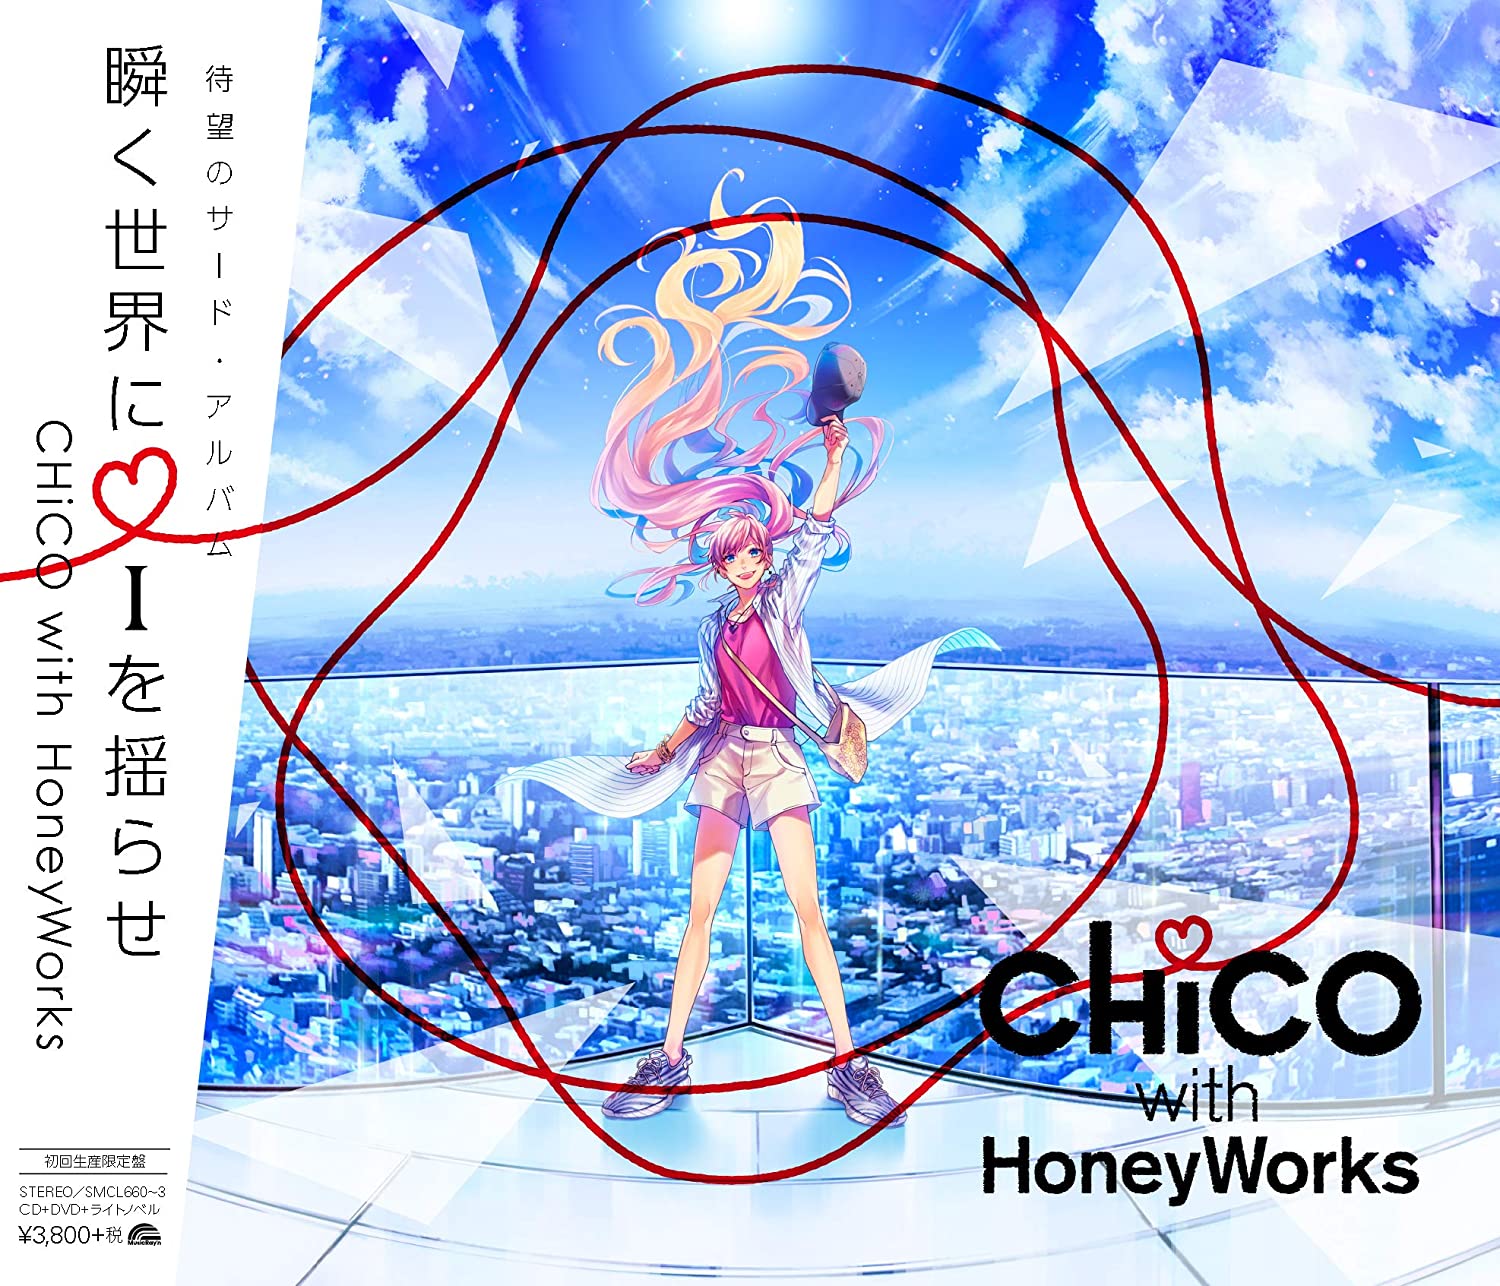 待望のサード・アルバム
瞬く世界に I を揺らせ
CHiCO with HoneyWorks
初回生産限定盤
STEREO／SMCL660~3
CD+DVD+ライトノベル
¥3,800+税
MusicRay'n
CHiCO
with
HoneyWorks